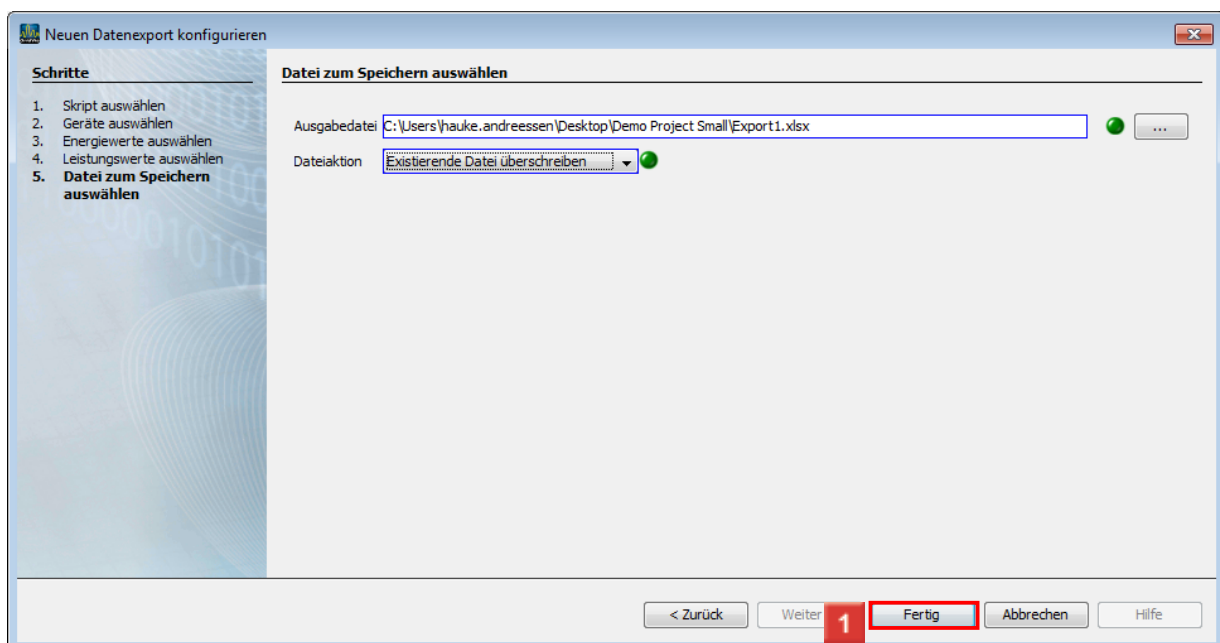 Neuen Datenexport konfigurieren
Schritte
1. Skript auswählen
2. Geräte auswählen
3. Energiewerte auswählen
4. Leistungswerte auswählen
5. Datei zum Speichern
auswählen
Datei zum Speichern auswählen
Ausgabedatei C:\Users\hauke.andreessen\Desktop\Demo Project Small\Export1.xlsx ...
Dateiaktion Existierende Datei überschreiben
< Zurück Weiter 1 Fertig Abbrechen Hilfe